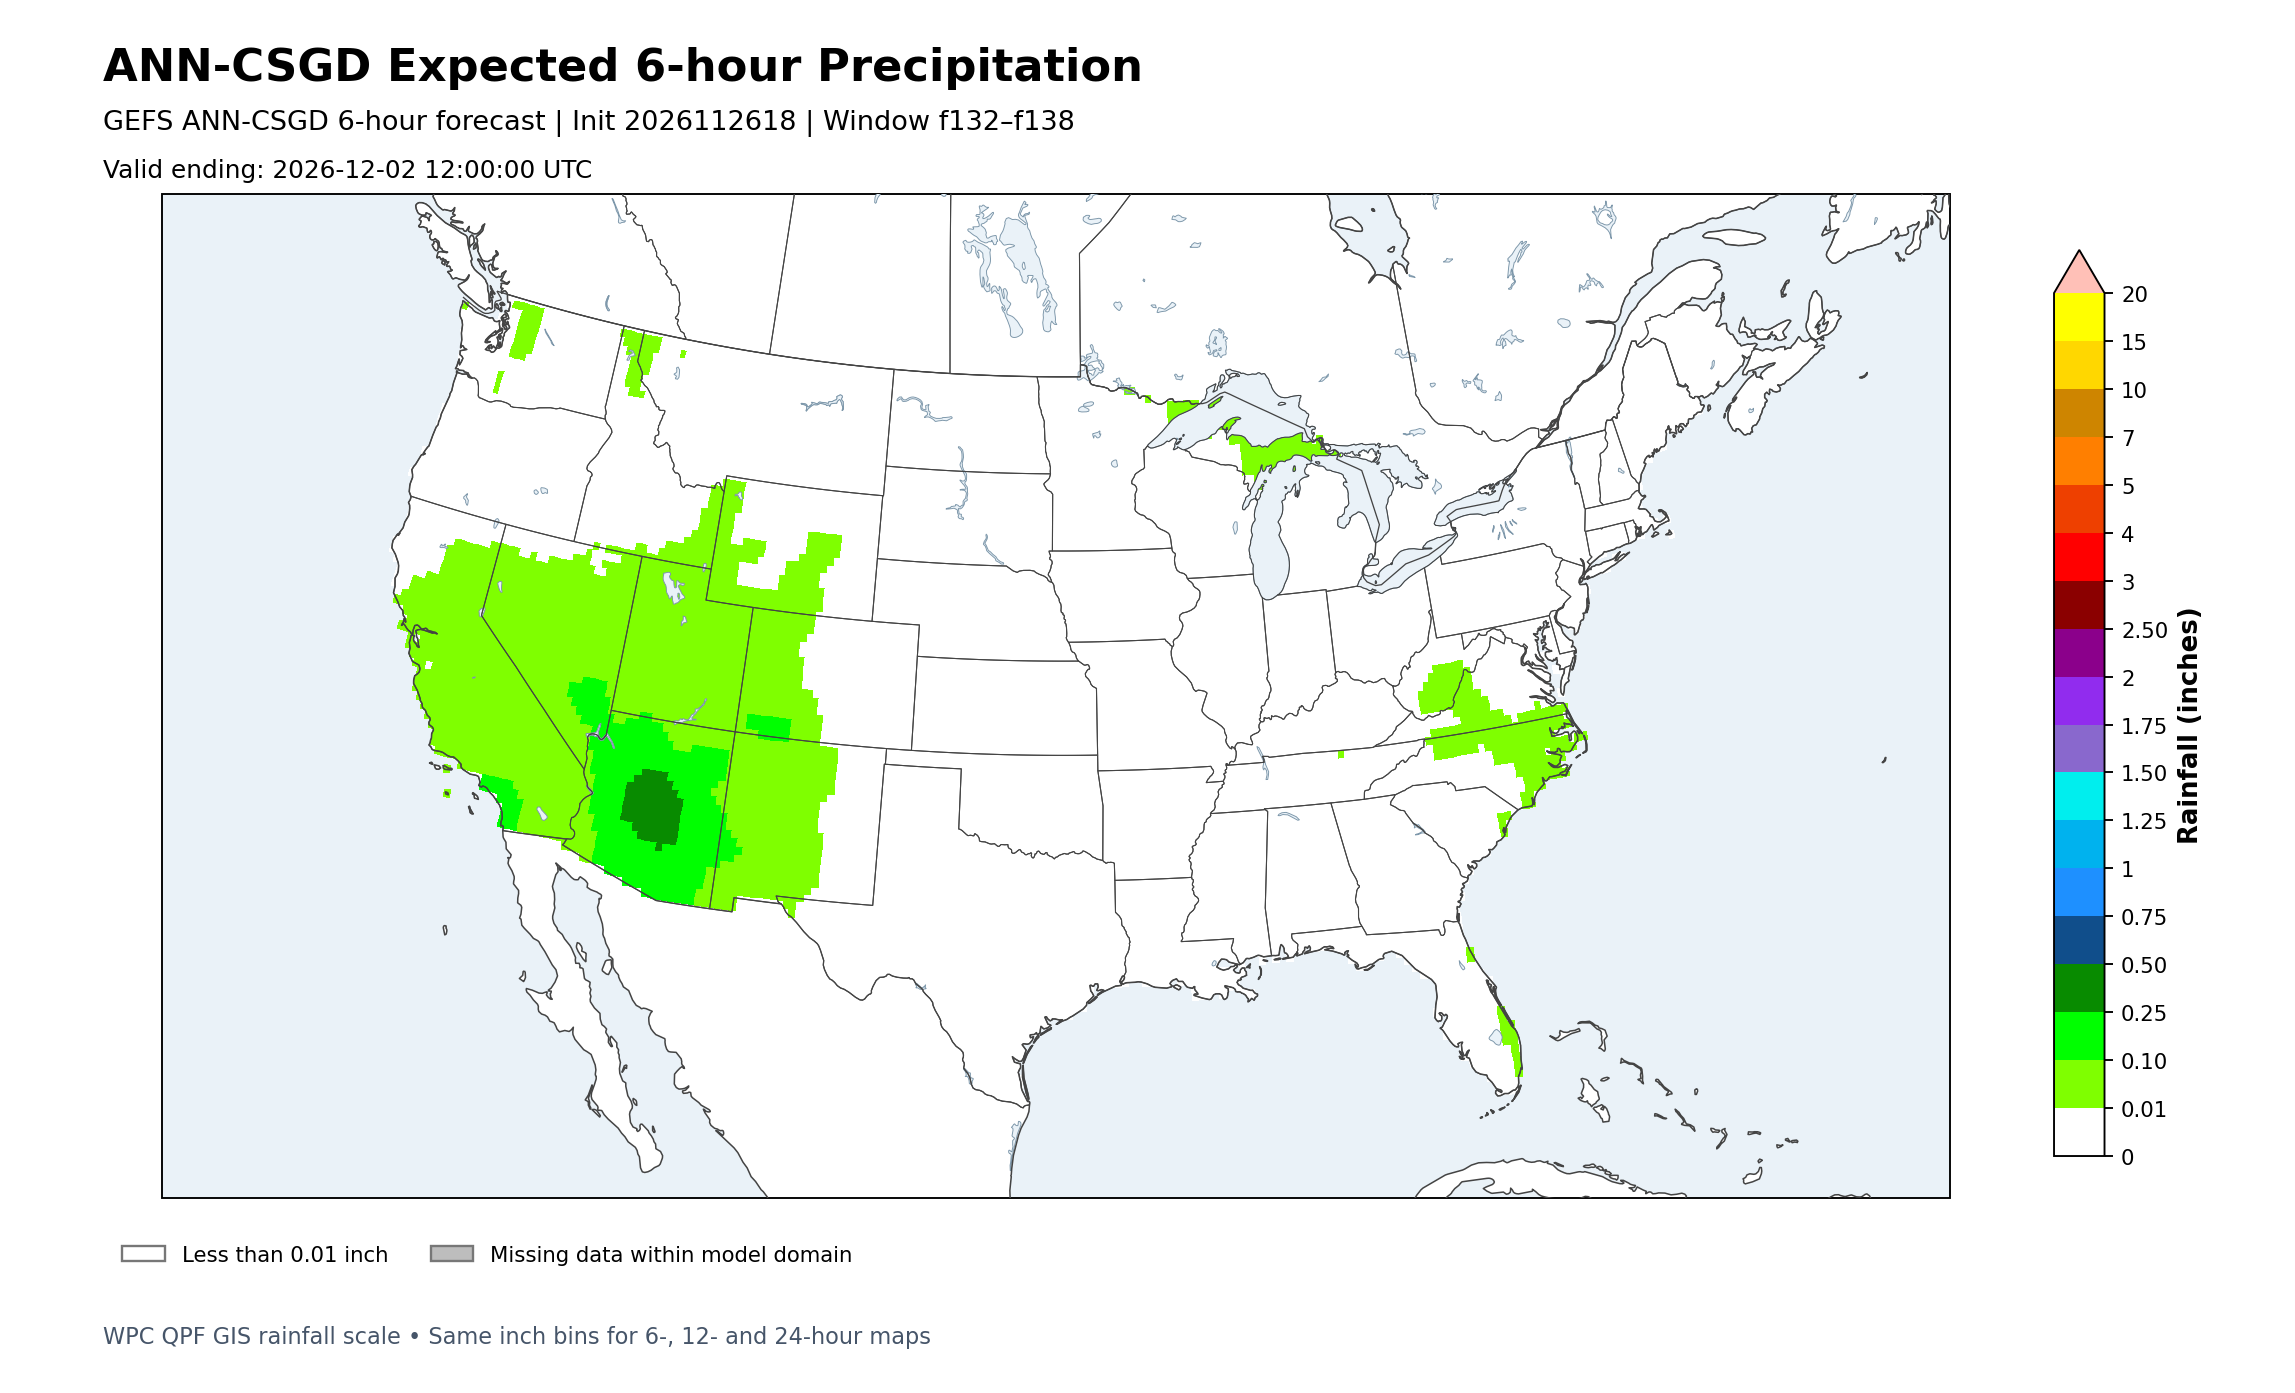 ANN-CSGD Expected 6-hour Precipitation
GEFS ANN-CSGD 6-hour forecast | Init 2026112618 | Window f132–f138
Valid ending: 2026-12-02 12:00:00 UTC
20
15
10
7
5
4
3
2.50
2
1.75
1.50
1.25
1
0.75
0.50
0.25
0.10
0.01
0
Rainfall (inches)
Less than 0.01 inch
Missing data within model domain
WPC QPF GIS rainfall scale • Same inch bins for 6-, 12- and 24-hour maps